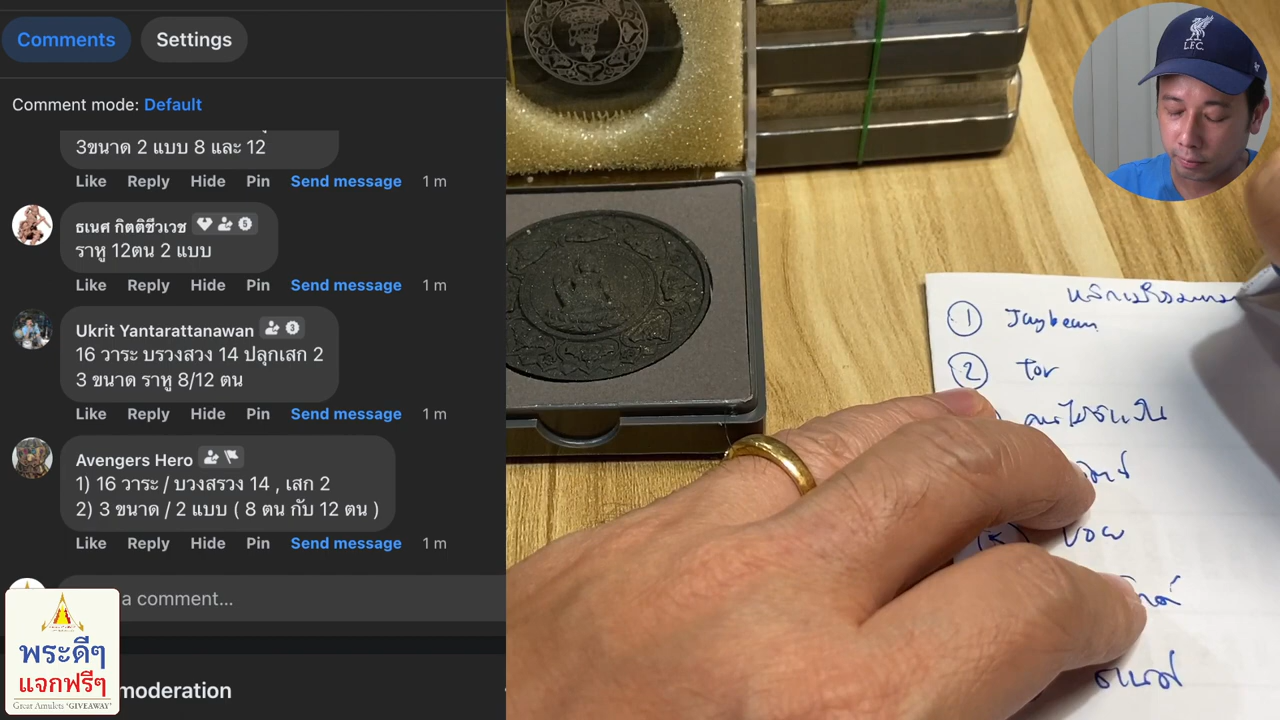 Comments
Settings
Comment mode: Default
3ขนาด 2 แบบ 8 และ 12
Like Reply Hide Pin Send message 1 m
ธเนศ กิตติชีวเวช
ราหู 12ตน 2 แบบ
Like Reply Hide Pin Send message 1 m
Ukrit Yantarattanawan
16 วาระ บรวงสวง 14 ปลุกเสก 2
3 ขนาด ราหู 8/12 ตน
Like Reply Hide Pin Send message 1 m
Avengers Hero
1) 16 วาระ / บวงสรวง 14 , เสก 2
2) 3 ขนาด / 2 แบบ ( 8 ตน กับ 12 ตน )
Like Reply Hide Pin Send message 1 m
a comment...
moderation
พระดีๆ
แจกฟรีๆ
Great Amulets 'GIVEAWAY'
L.F.C.
1 Jaybean
2 Tor